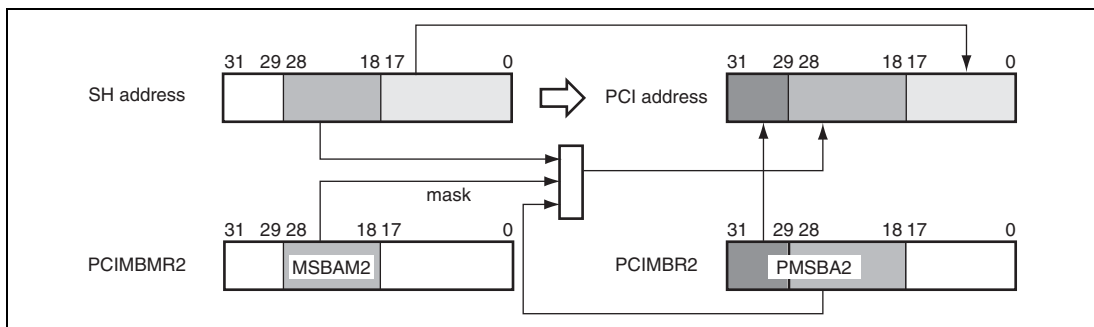 31 29 28 18 17 0 31 29 28 18 17 0
SH address PCI address
mask
31 29 28 18 17 0 31 29 28 18 17 0
PCIMBMR2 MSBAM2 PCIMBR2 PMSBA2